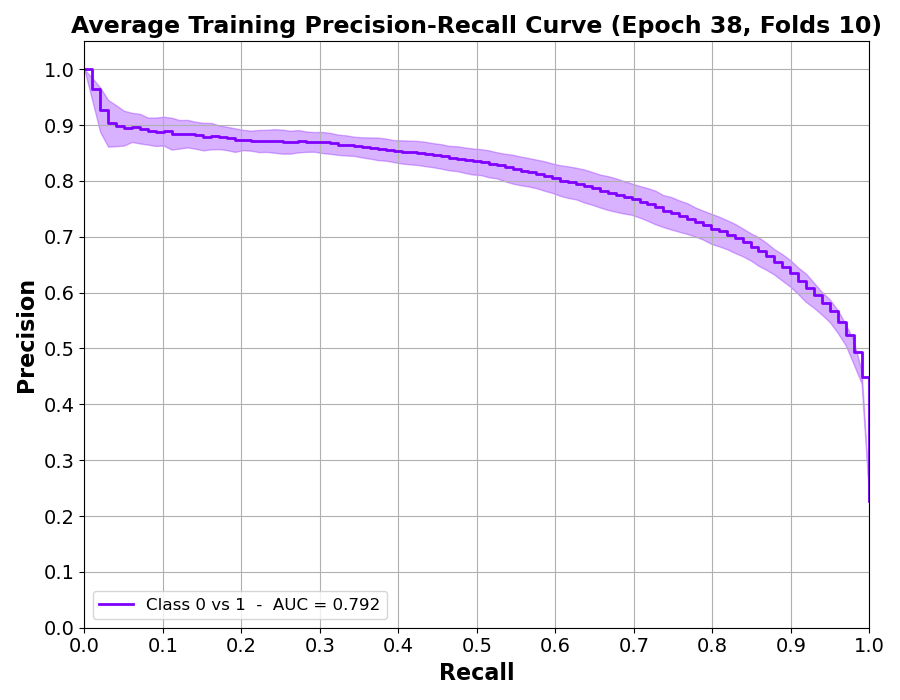 Average Training Precision-Recall Curve (Epoch 38, Folds 10)
Precision
1.0
0.9
0.8
0.7
0.6
0.5
0.4
0.3
0.2
0.1
0.0
Class 0 vs 1  -  AUC = 0.792
0.0 0.1 0.2 0.3 0.4 0.5 0.6 0.7 0.8 0.9 1.0
Recall